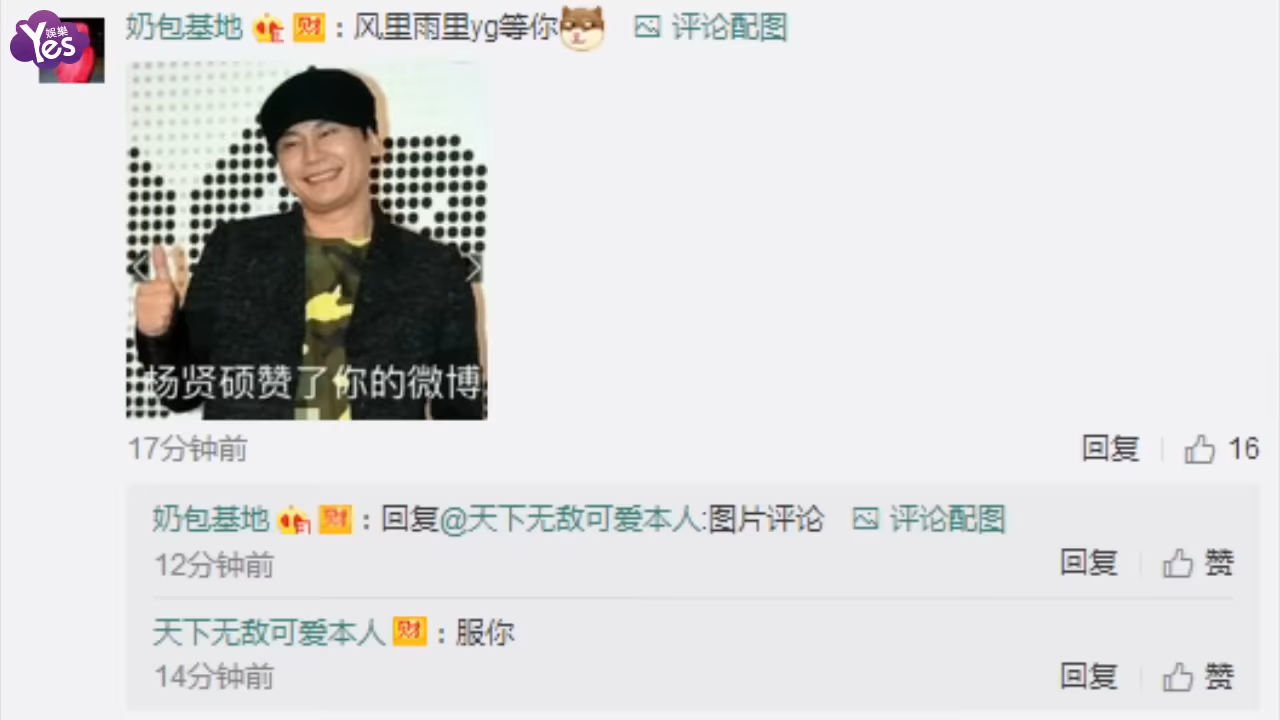 娱樂
Yes
奶包基地 财：风里雨里yg等你 评论配图
杨贤硕赞了你的微博
17分钟前 回复 16
奶包基地 财：回复@天下无敌可爱本人:图片评论 评论配图
12分钟前 回复 赞
天下无敌可爱本人 财：服你
14分钟前 回复 赞